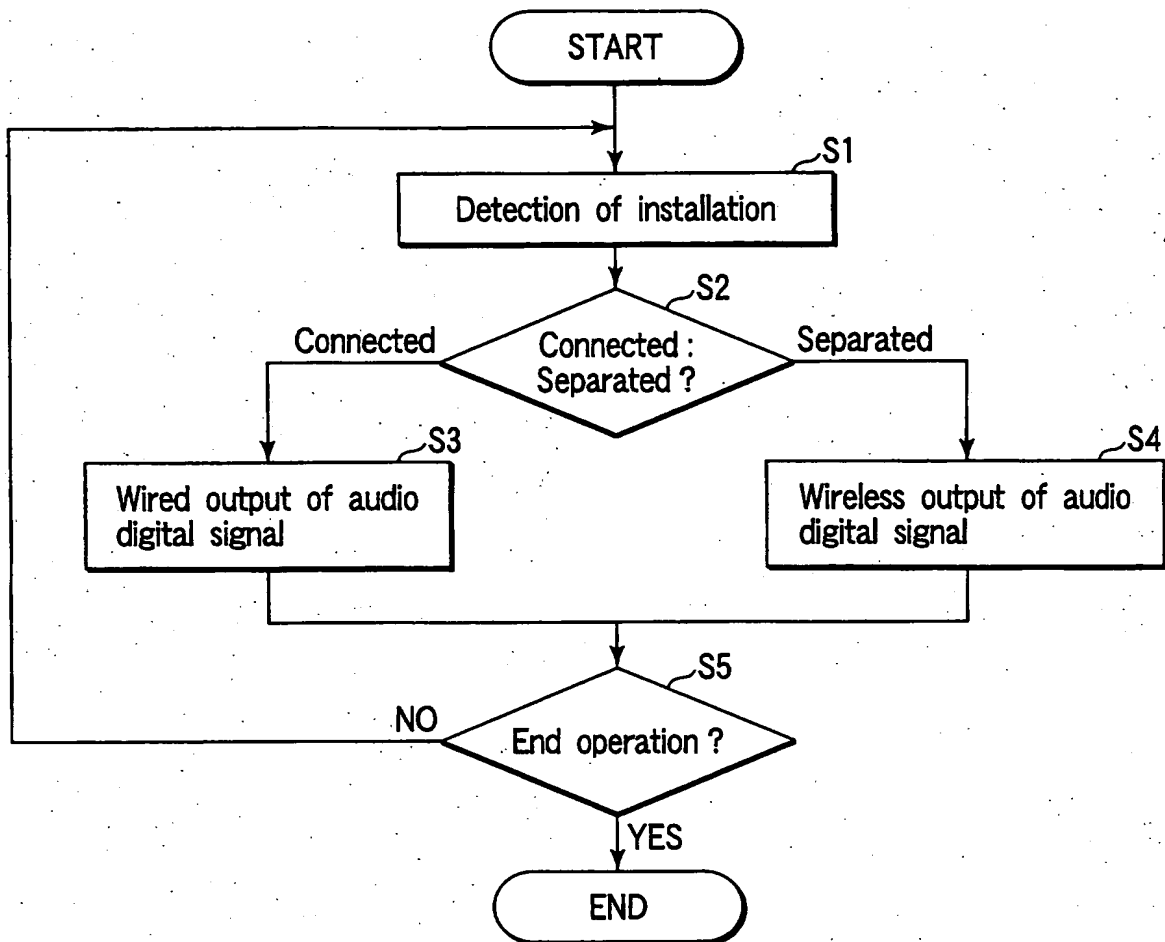 START
S1
Detection of installation
S2
Connected
Connected :
Separated ?
Separated
S3
Wired output of audio
digital signal
S4
Wireless output of audio
digital signal
S5
NO
End operation ?
YES
END